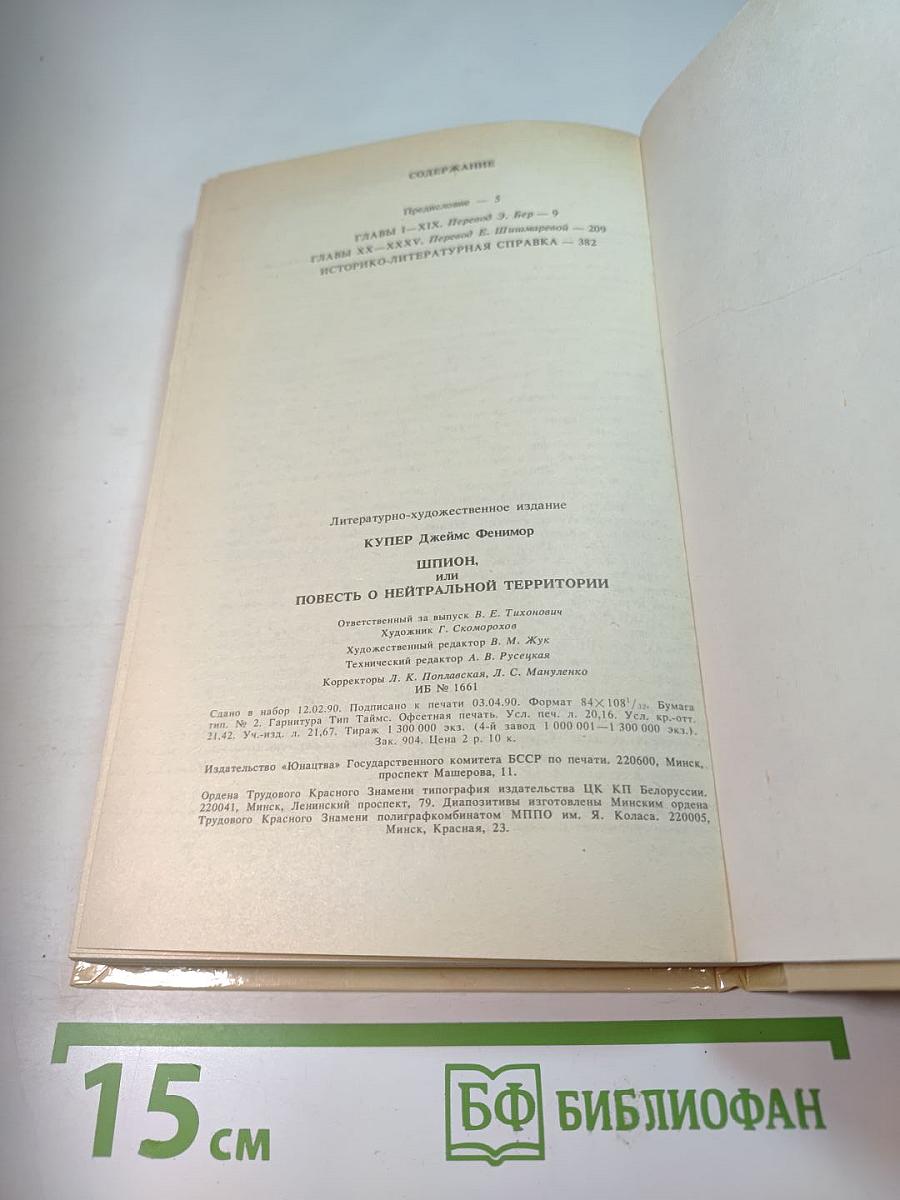 СОДЕРЖАНИЕ
Предисловие — 5
ГЛАВЫ I—XIX. Перевод Э. Бер — 9
ГЛАВЫ XX—XXXV. Перевод Е. Шишмаревой — 209
ИСТОРИКО-ЛИТЕРАТУРНАЯ СПРАВКА — 382
Литературно-художественное издание
КУПЕР Джеймс Фенимор
ШПИОН,
или
ПОВЕСТЬ О НЕЙТРАЛЬНОЙ ТЕРРИТОРИИ
Ответственный за выпуск В. Е. Тихонович
Художник Г. Скоморохов
Художественный редактор В. М. Жук
Технический редактор А. В. Русецкая
Корректоры Л. К. Поплавская, Л. С. Мануленко
ИБ № 1661
Сдано в набор 12.02.90. Подписано к печати 03.04.90. Формат 84×108 1/32. Бумага
тип. № 2. Гарнитура Тип Таймс. Офсетная печать. Усл. печ. л. 20,16. Усл. кр.-отт.
21,42. Уч.-изд. л. 21,67. Тираж 1 300 000 экз. (4-й завод 1 000 001—1 300 000 экз.).
Зак. 904. Цена 2 р. 10 к.
Издательство «Юнацтва» Государственного комитета БССР по печати. 220600, Минск,
проспект Машерова, 11.
Ордена Трудового Красного Знамени типография издательства ЦК КП Белоруссии.
220041, Минск, Ленинский проспект, 79. Диапозитивы изготовлены Минским ордена
Трудового Красного Знамени полиграфкомбинатом МППО им. Я. Коласа. 220005,
Минск, Красная, 23.
15 см
БФ БИБЛИОФАН